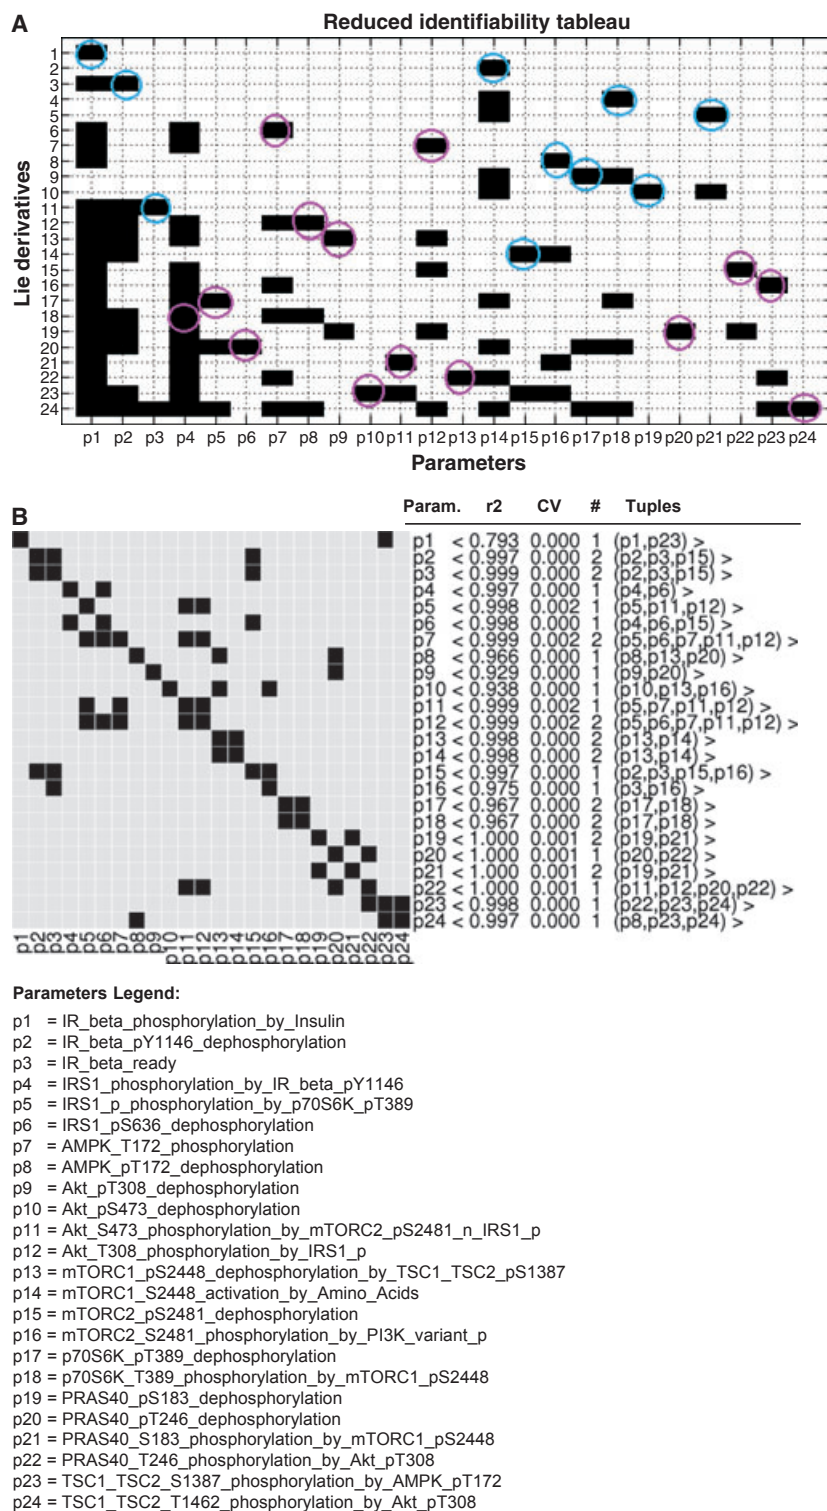 A
Reduced identifiability tableau
Lie derivatives
1
2
3
4
5
6
7
8
9
10
11
12
13
14
15
16
17
18
19
20
21
22
23
24
p1 p2 p3 p4 p5 p6 p7 p8 p9 p10 p11 p12 p13 p14 p15 p16 p17 p18 p19 p20 p21 p22 p23 p24
Parameters
B
Param. r2 CV # Tuples
p1 < 0.793 0.000 1 (p1,p23) >
p2 < 0.997 0.000 2 (p2,p3,p15) >
p3 < 0.999 0.000 2 (p2,p3,p15) >
p4 < 0.997 0.000 1 (p4,p6) >
p5 < 0.998 0.002 1 (p5,p11,p12) >
p6 < 0.998 0.000 1 (p4,p6,p15) >
p7 < 0.999 0.002 2 (p5,p6,p7,p11,p12) >
p8 < 0.966 0.000 1 (p8,p13,p20) >
p9 < 0.929 0.000 1 (p9,p20) >
p10 < 0.938 0.000 1 (p10,p13,p16) >
p11 < 0.999 0.002 1 (p5,p7,p11,p12) >
p12 < 0.999 0.002 2 (p5,p6,p7,p11,p12) >
p13 < 0.998 0.000 2 (p13,p14) >
p14 < 0.998 0.000 2 (p13,p14) >
p15 < 0.997 0.000 1 (p2,p3,p15,p16) >
p16 < 0.975 0.000 1 (p3,p16) >
p17 < 0.967 0.000 2 (p17,p18) >
p18 < 0.967 0.000 2 (p17,p18) >
p19 < 1.000 0.001 2 (p19,p21) >
p20 < 1.000 0.001 1 (p20,p22) >
p21 < 1.000 0.001 2 (p19,p21) >
p22 < 1.000 0.001 1 (p11,p12,p20,p22) >
p23 < 0.998 0.000 1 (p22,p23,p24) >
p24 < 0.997 0.000 1 (p8,p23,p24) >
p1 p2 p3 p4 p5 p6 p7 p8 p9 p10 p11 p12 p13 p14 p15 p16 p17 p18 p19 p20 p21 p22 p23 p24
Parameters Legend:
p1 = IR_beta_phosphorylation_by_Insulin
p2 = IR_beta_pY1146_dephosphorylation
p3 = IR_beta_ready
p4 = IRS1_phosphorylation_by_IR_beta_pY1146
p5 = IRS1_p_phosphorylation_by_p70S6K_pT389
p6 = IRS1_pS636_dephosphorylation
p7 = AMPK_T172_phosphorylation
p8 = AMPK_pT172_dephosphorylation
p9 = Akt_pT308_dephosphorylation
p10 = Akt_pS473_dephosphorylation
p11 = Akt_S473_phosphorylation_by_mTORC2_pS2481_n_IRS1_p
p12 = Akt_T308_phosphorylation_by_IRS1_p
p13 = mTORC1_pS2448_dephosphorylation_by_TSC1_TSC2_pS1387
p14 = mTORC1_S2448_activation_by_Amino_Acids
p15 = mTORC2_pS2481_dephosphorylation
p16 = mTORC2_S2481_phosphorylation_by_PI3K_variant_p
p17 = p70S6K_pT389_dephosphorylation
p18 = p70S6K_T389_phosphorylation_by_mTORC1_pS2448
p19 = PRAS40_pS183_dephosphorylation
p20 = PRAS40_pT246_dephosphorylation
p21 = PRAS40_S183_phosphorylation_by_mTORC1_pS2448
p22 = PRAS40_T246_phosphorylation_by_Akt_pT308
p23 = TSC1_TSC2_S1387_phosphorylation_by_AMPK_pT172
p24 = TSC1_TSC2_T1462_phosphorylation_by_Akt_pT308